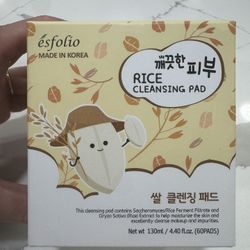 esfolio
MADE IN KOREA
깨끗한 피부
RICE
CLEANSING PAD
쌀 클렌징 패드
This cleansing pad contains Saccharomyces/Rice Ferment Filtrate and
Oryza Sativa (Rice) Extract to help moisturize the skin and
excellently cleanse makeup and impurities.
Net wt 130ml / 4.40 fl.oz. (60PADS)